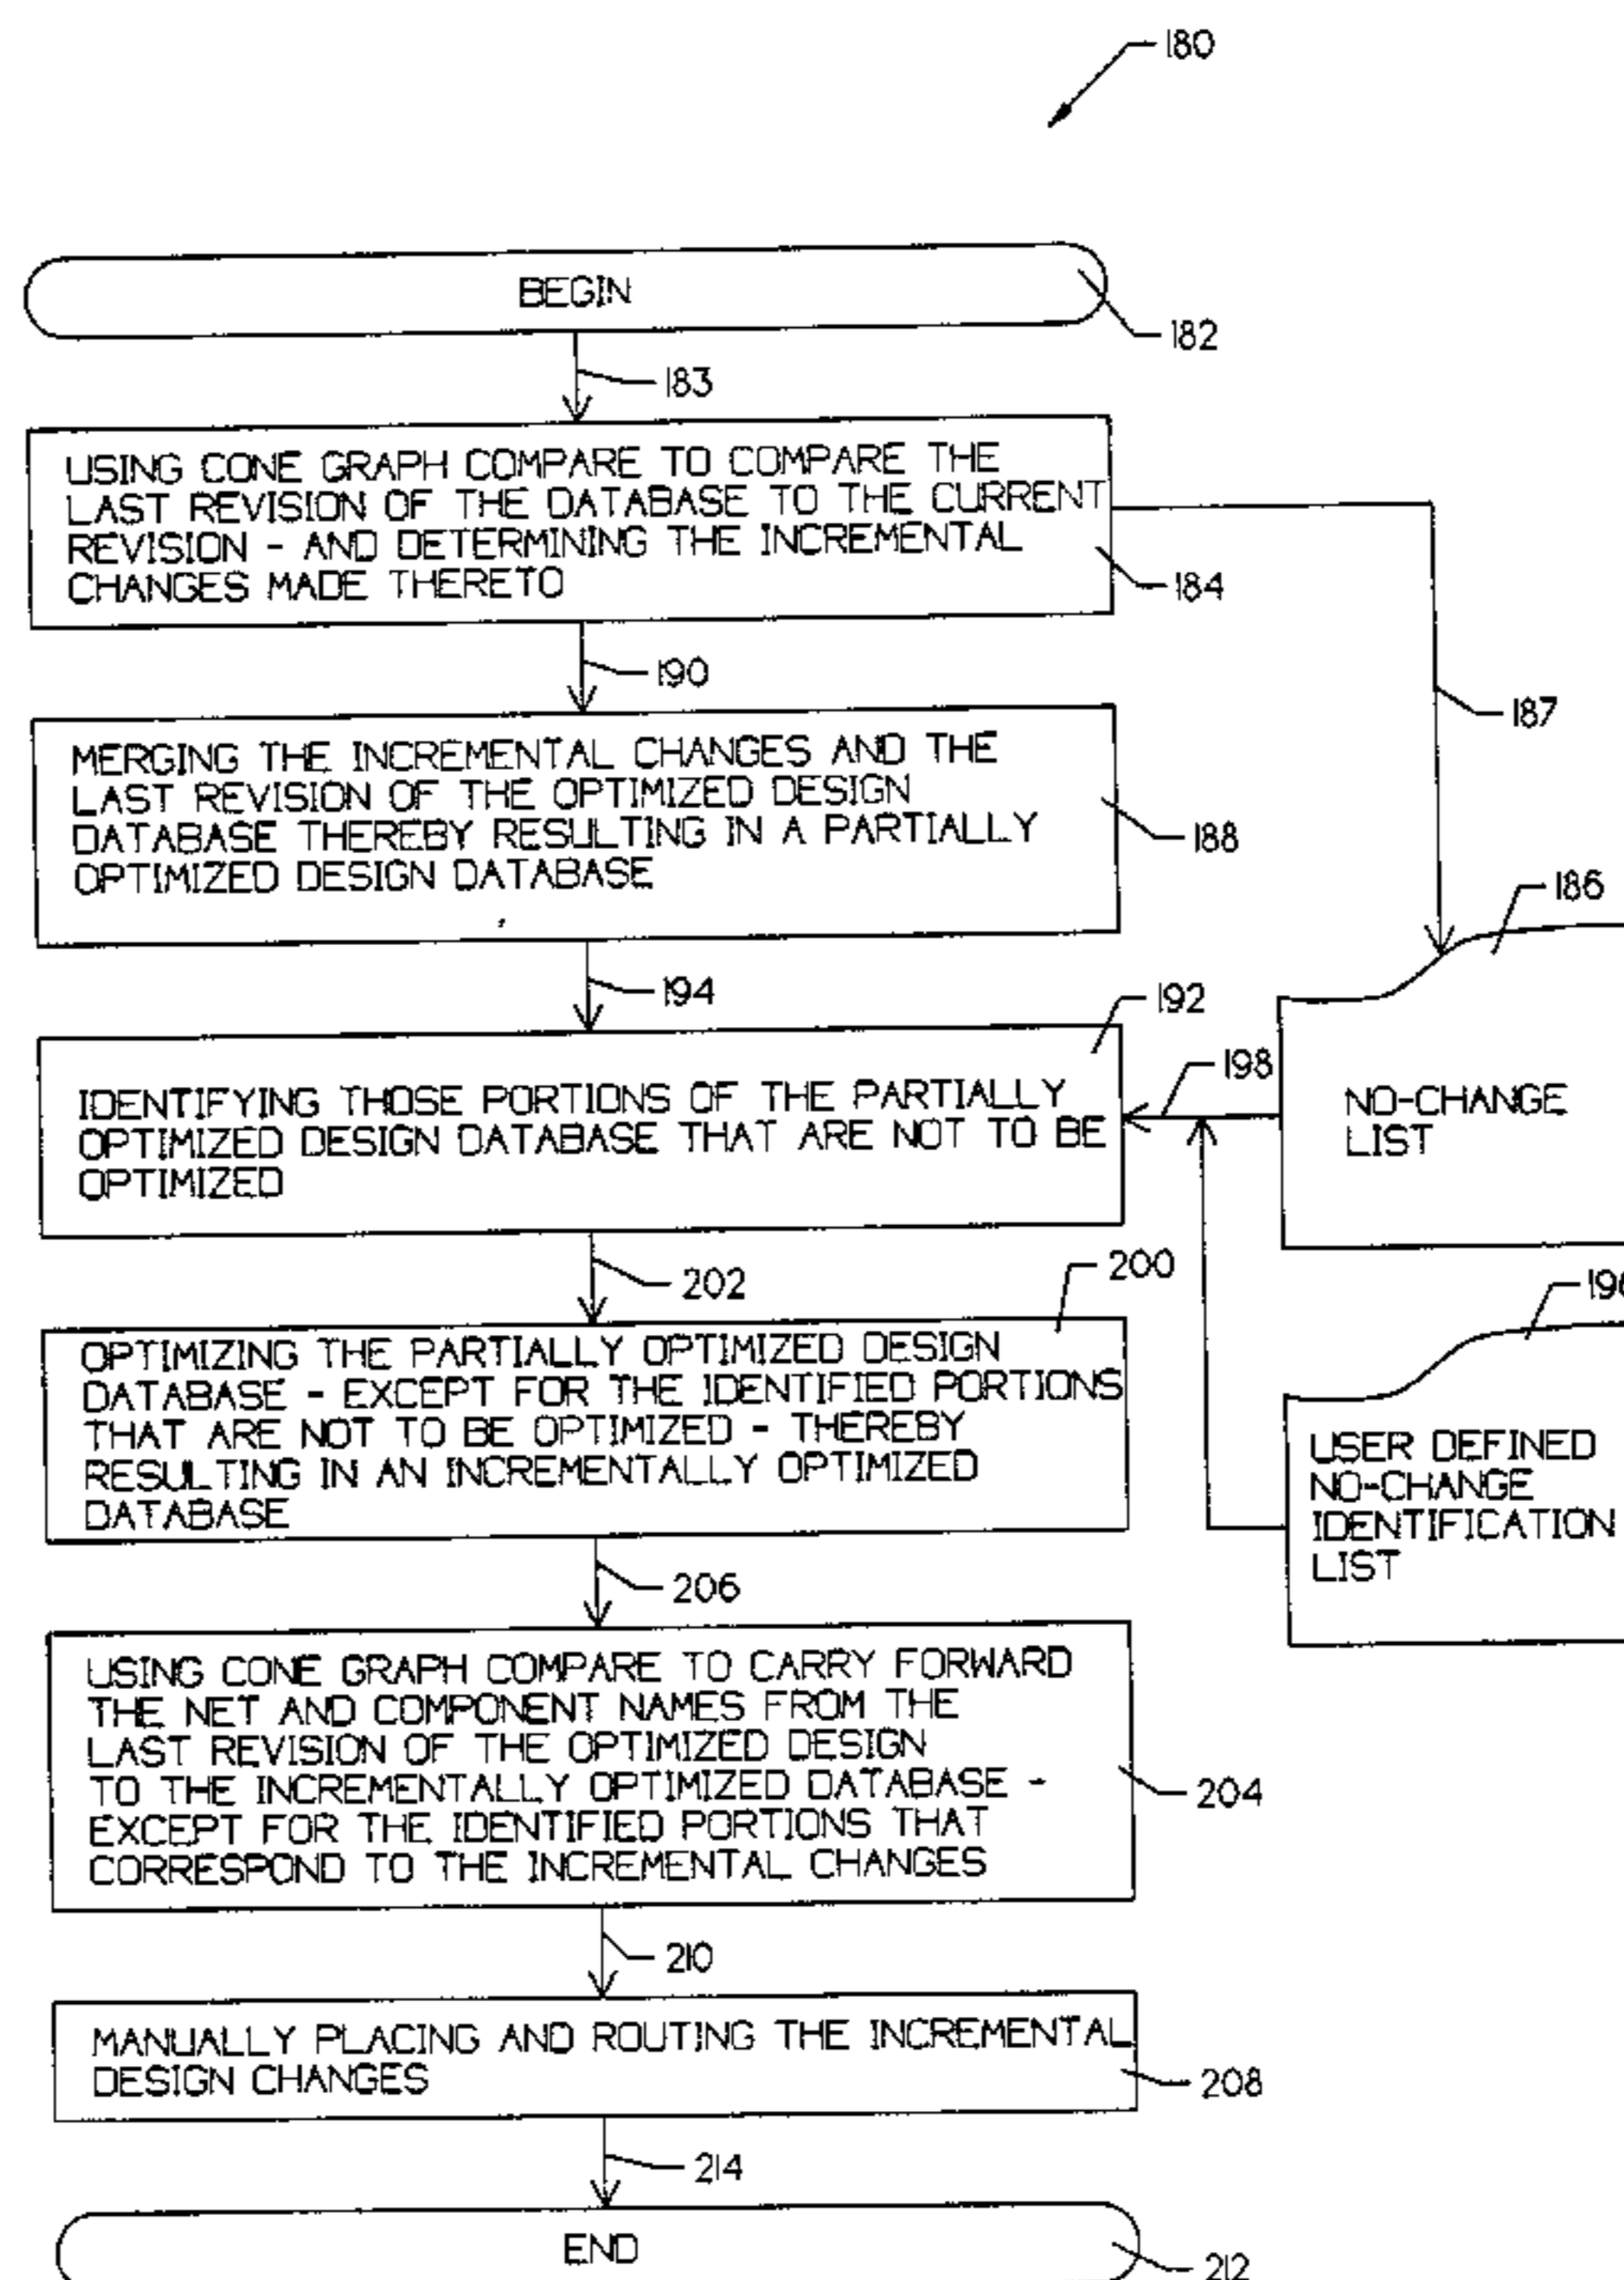 180
BEGIN
182
183
USING CONE GRAPH COMPARE TO COMPARE THE
LAST REVISION OF THE DATABASE TO THE CURRENT
REVISION - AND DETERMINING THE INCREMENTAL
CHANGES MADE THERETO
184
187
190
MERGING THE INCREMENTAL CHANGES AND THE
LAST REVISION OF THE OPTIMIZED DESIGN
DATABASE THEREBY RESULTING IN A PARTIALLY
OPTIMIZED DESIGN DATABASE
188
186
194
192
IDENTIFYING THOSE PORTIONS OF THE PARTIALLY
OPTIMIZED DESIGN DATABASE THAT ARE NOT TO BE
OPTIMIZED
198
NO-CHANGE
LIST
202
200
OPTIMIZING THE PARTIALLY OPTIMIZED DESIGN
DATABASE - EXCEPT FOR THE IDENTIFIED PORTIONS
THAT ARE NOT TO BE OPTIMIZED - THEREBY
RESULTING IN AN INCREMENTALLY OPTIMIZED
DATABASE
USER DEFINED
NO-CHANGE
IDENTIFICATION
LIST
206
USING CONE GRAPH COMPARE TO CARRY FORWARD
THE NET AND COMPONENT NAMES FROM THE
LAST REVISION OF THE OPTIMIZED DESIGN
TO THE INCREMENTALLY OPTIMIZED DATABASE -
EXCEPT FOR THE IDENTIFIED PORTIONS THAT
CORRESPOND TO THE INCREMENTAL CHANGES
204
210
MANUALLY PLACING AND ROUTING THE INCREMENTAL
DESIGN CHANGES
208
214
END
212